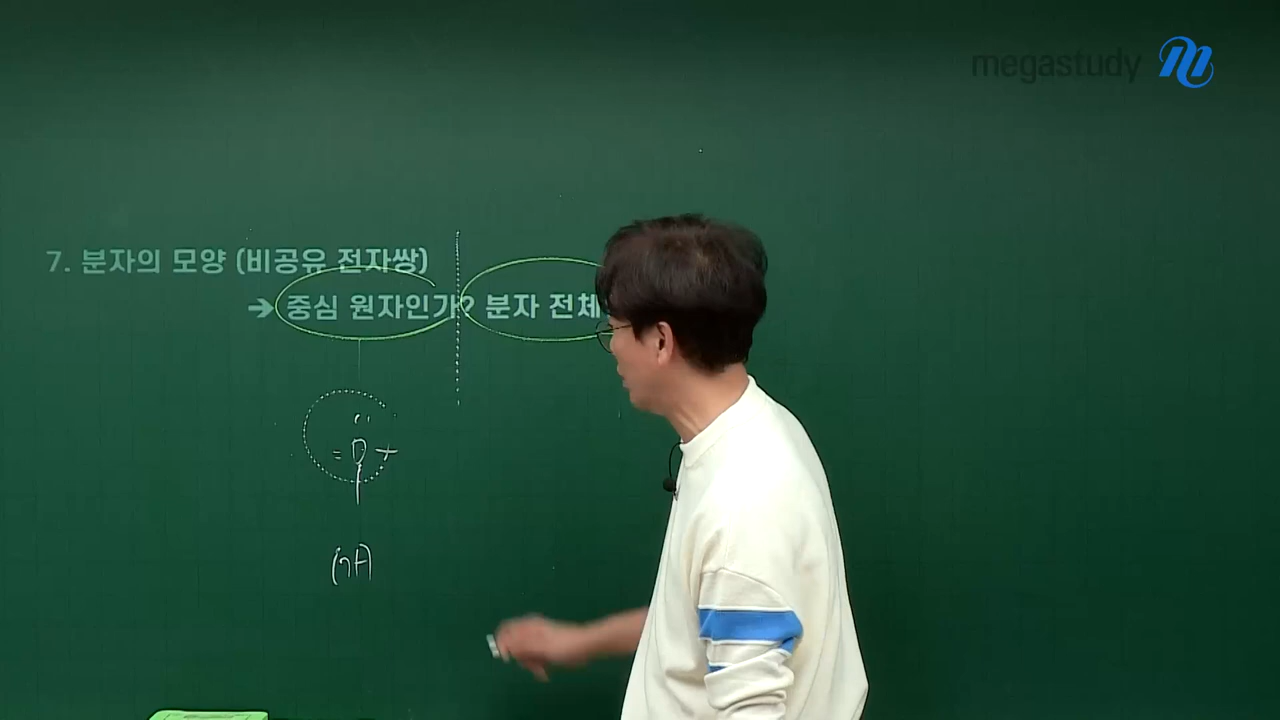 megastudy
7. 분자의 모양 (비공유 전자쌍)
➔ 중심 원자인가? 분자 전체
(가)